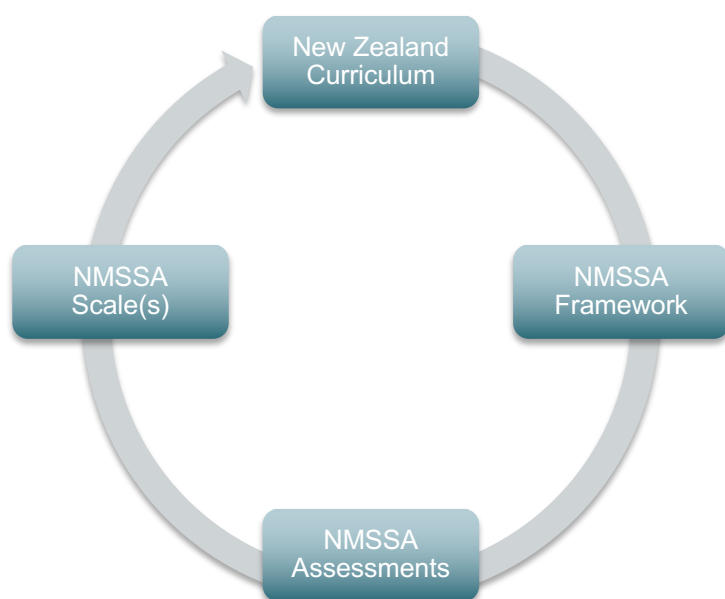 New Zealand
Curriculum
NMSSA
Framework
NMSSA
Assessments
NMSSA
Scale(s)